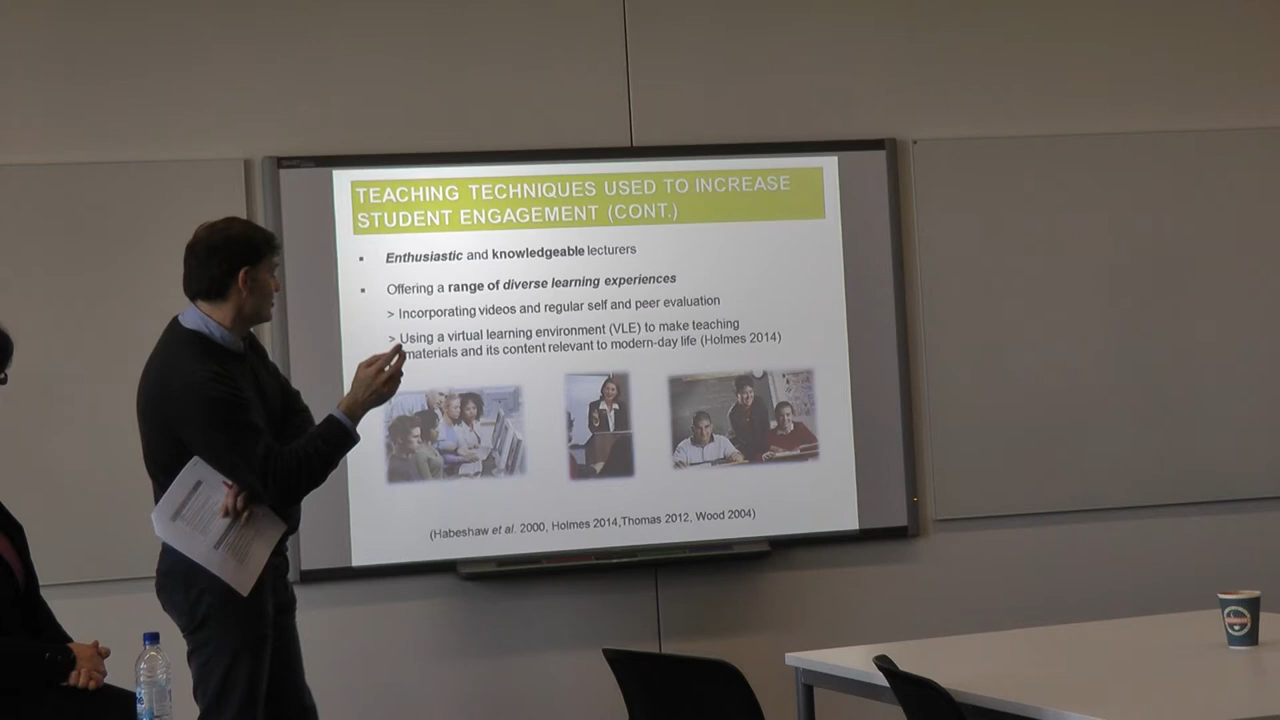 TEACHING TECHNIQUES USED TO INCREASE
STUDENT ENGAGEMENT (CONT.)
▪ Enthusiastic and knowledgeable lecturers
▪ Offering a range of diverse learning experiences
> Incorporating videos and regular self and peer evaluation
> Using a virtual learning environment (VLE) to make teaching
materials and its content relevant to modern-day life (Holmes 2014)
(Habeshaw et al. 2000, Holmes 2014,Thomas 2012, Wood 2004)